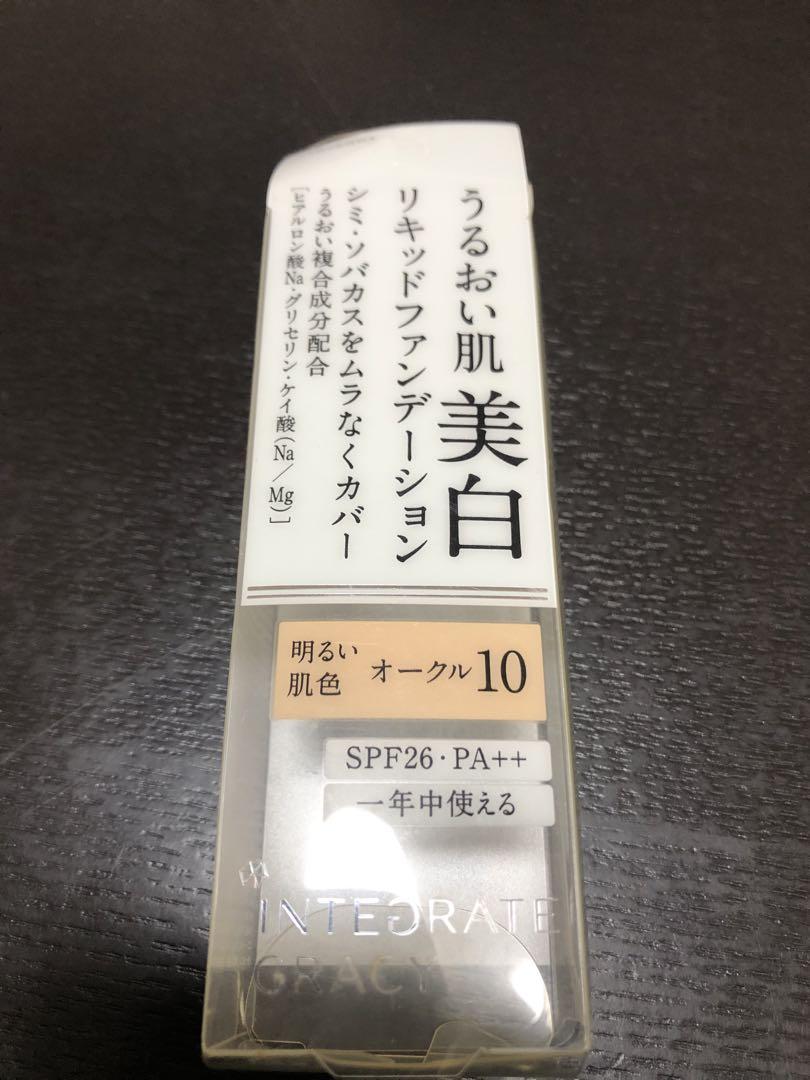 うるおい肌 美白
リキッドファンデーション
シミ・ソバカスをムラなくカバー
うるおい複合成分配合
[ヒアルロン酸Na・グリセリン・ケイ酸(Na/Mg)]
明るい
肌色
オークル10
SPF26・PA++
一年中使える
INTEGRATE
GRACY